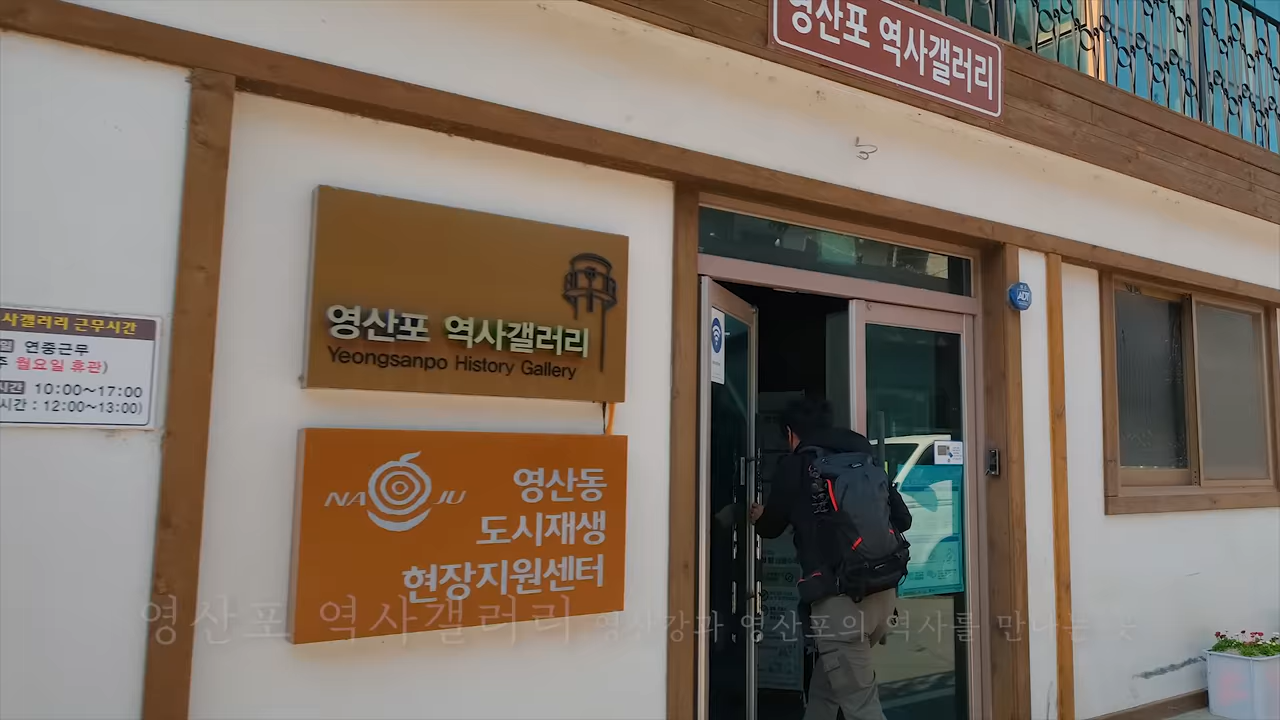 영산포 역사갤러리
영산포 역사갤러리
Yeongsanpo History Gallery
사갤러리 근무시간
연중근무
월요일 휴관)
10:00~17:00
시간 : 12:00~13:00)
ADT
NA JU
영산동
도시재생
현장지원센터
영산포 역사갤러리 영산강과 영산포의 역사를 만나는 곳